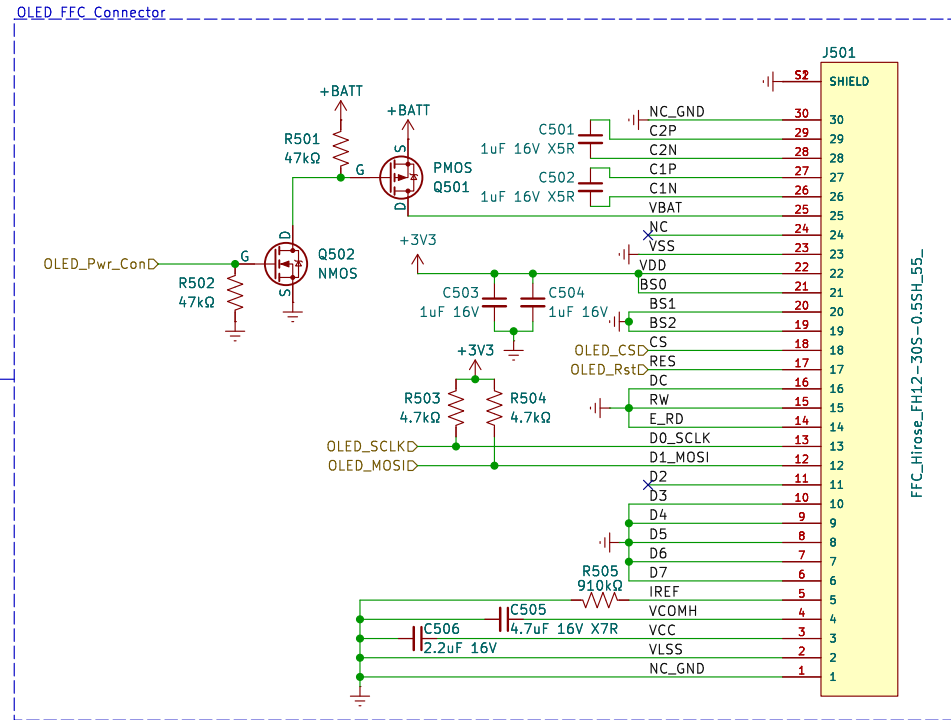 OLED FFC Connector
J501
S2 SHIELD
+BATT
+BATT
R501
47kΩ
G
S
D
PMOS
Q501
C501
1uF 16V X5R
C502
1uF 16V X5R
NC_GND 30 30
C2P 29 29
C2N 28 28
C1P 27 27
C1N 26 26
VBAT 25 25
NC 24 24
VSS 23 23
VDD 22 22
BS0 21 21
BS1 20 20
BS2 19 19
CS 18 18
RES 17 17
DC 16 16
RW 15 15
E_RD 14 14
D0_SCLK 13 13
D1_MOSI 12 12
D2 11 11
D3 10 10
D4 9 9
D5 8 8
D6 7 7
D7 6 6
IREF 5 5
VCOMH 4 4
VCC 3 3
VLSS 2 2
NC_GND 1 1
FFC_Hirose_FH12-30S-0.5SH_55_
OLED_Pwr_Con
R502
47kΩ
G
D
S
Q502
NMOS
+3V3
C503
1uF 16V
C504
1uF 16V
OLED_CS
OLED_Rst
+3V3
R503
4.7kΩ
R504
4.7kΩ
OLED_SCLK
OLED_MOSI
R505
910kΩ
C505
4.7uF 16V X7R
C506
2.2uF 16V